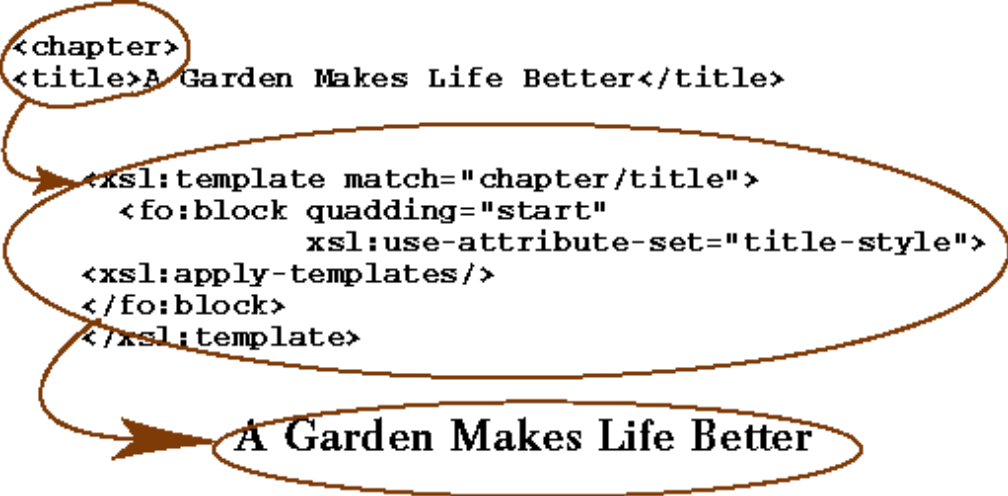 <chapter>
<title>A Garden Makes Life Better</title>
<xsl:template match="chapter/title">
<fo:block quadding="start"
xsl:use-attribute-set="title-style">
<xsl:apply-templates/>
</fo:block>
</xsl:template>
A Garden Makes Life Better